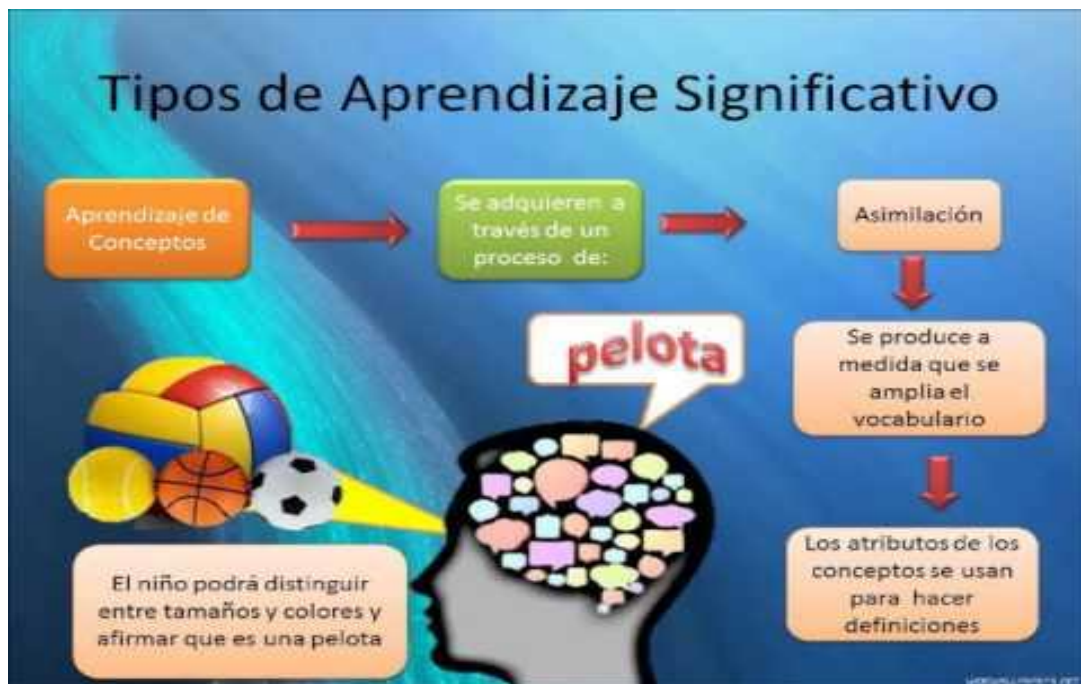 Tipos de Aprendizaje Significativo
Aprendizaje de
Conceptos
Se adquieren a
través de un
proceso de:
Asimilación
Se produce a
medida que se
amplia el
vocabulario
Los atributos de los
conceptos se usan
para hacer
definiciones
pelota
El niño podrá distinguir
entre tamaños y colores y
afirmar que es una pelota